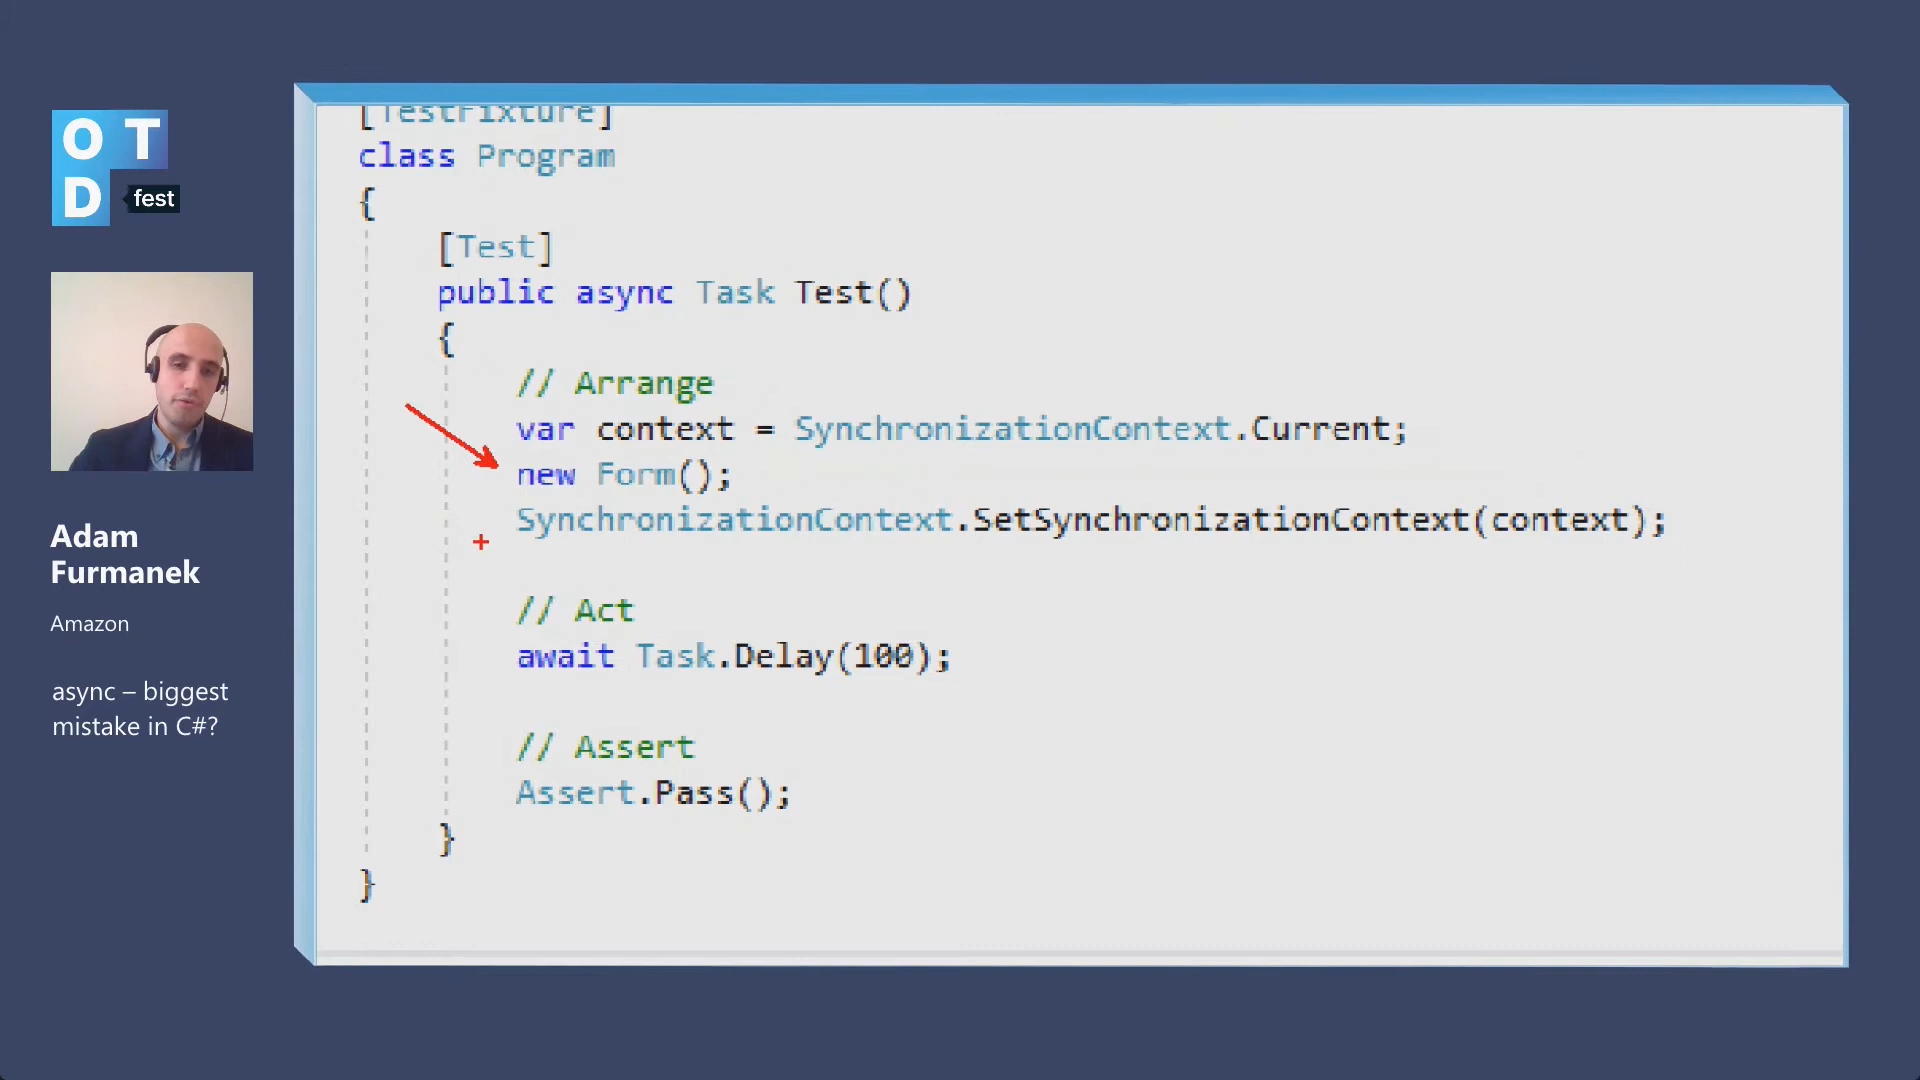 O T
D fest
Adam
Furmanek
Amazon
async – biggest
mistake in C#?
[TestFixture]
class Program
{
[Test]
public async Task Test()
{
// Arrange
var context = SynchronizationContext.Current;
new Form();
SynchronizationContext.SetSynchronizationContext(context);
// Act
await Task.Delay(100);
// Assert
Assert.Pass();
}
}